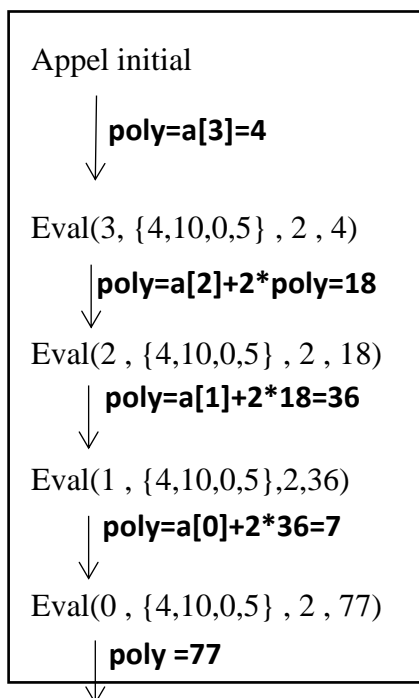 Appel initial
poly=a[3]=4
Eval(3, {4,10,0,5} , 2 , 4)
poly=a[2]+2*poly=18
Eval(2 , {4,10,0,5} , 2 , 18)
poly=a[1]+2*18=36
Eval(1 , {4,10,0,5},2,36)
poly=a[0]+2*36=7
Eval(0 , {4,10,0,5} , 2 , 77)
poly =77